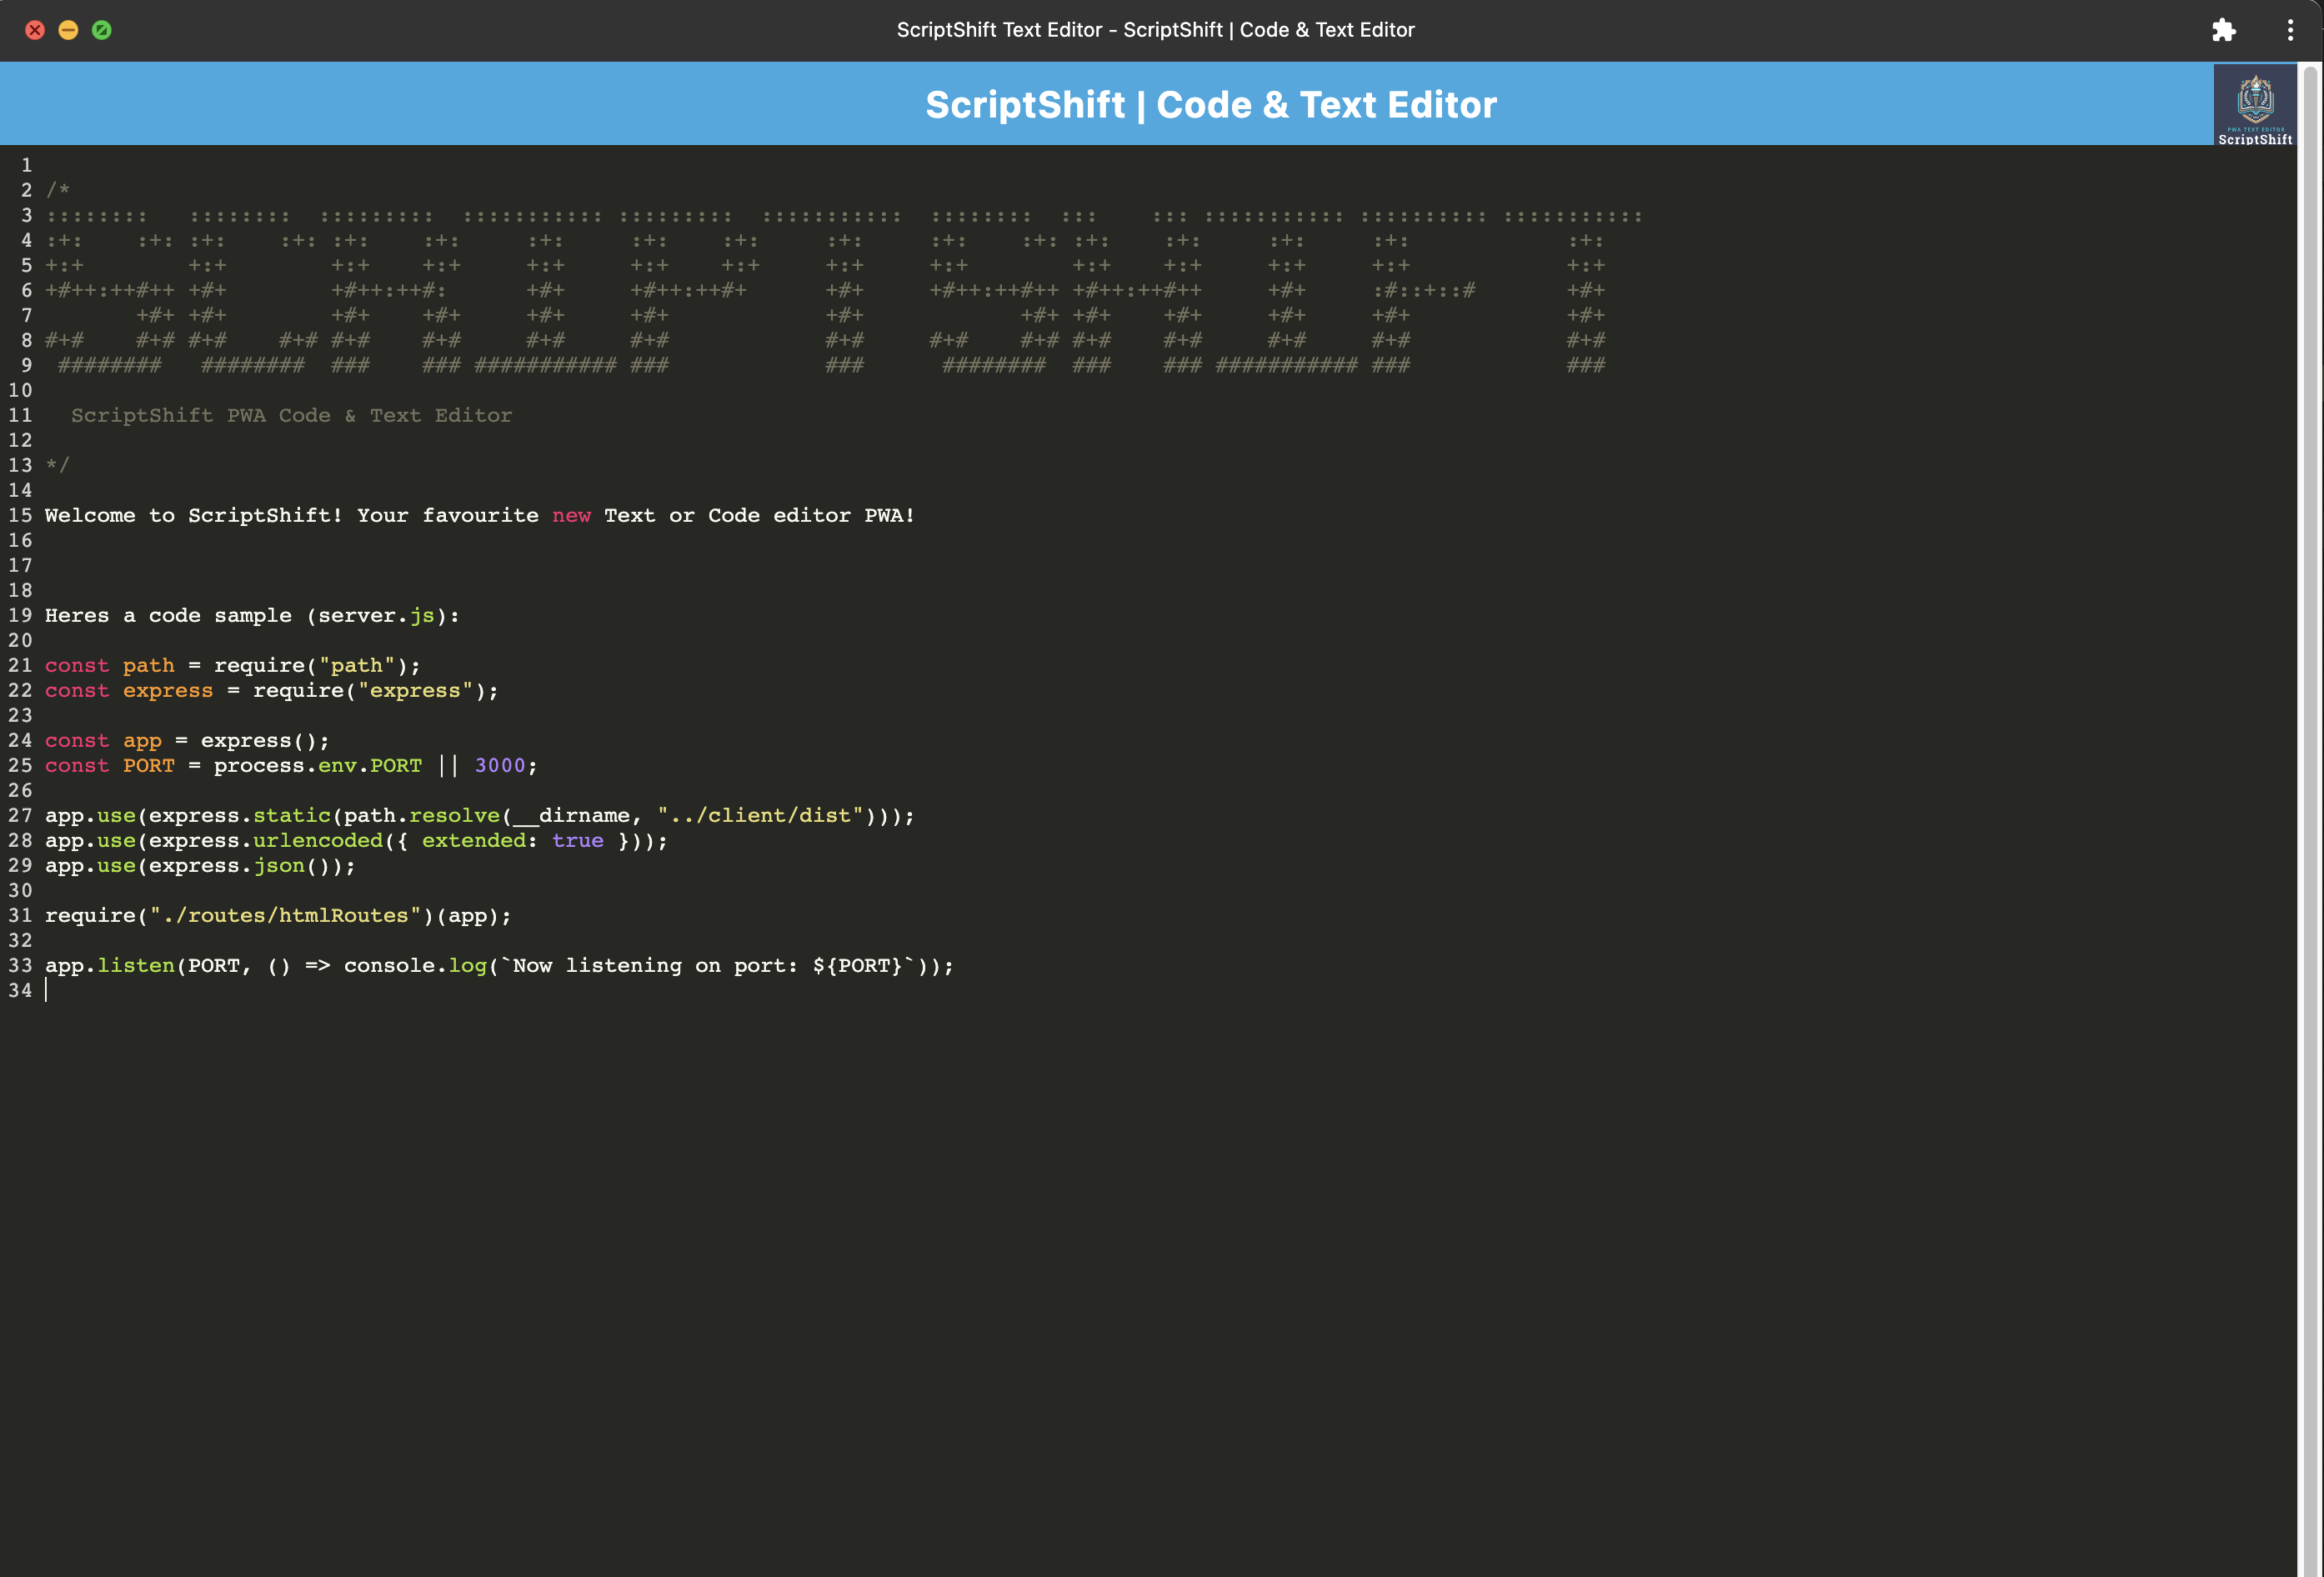 ScriptShift Text Editor - ScriptShift | Code & Text Editor
ScriptShift | Code & Text Editor
PWA TEXT EDITOR
ScriptShift
1
2 /*
3 ::::::::   ::::::::  :::::::::  ::::::::::: :::::::::  :::::::::::  ::::::::  :::    ::: ::::::::::: :::::::::: :::::::::::
4 :+:    :+: :+:    :+: :+:    :+:     :+:     :+:    :+:     :+:     :+:    :+: :+:    :+:     :+:     :+:            :+:
5 +:+        +:+        +:+    +:+     +:+     +:+    +:+     +:+     +:+        +:+    +:+     +:+     +:+            +:+
6 +#++:++#++ +#+        +#++:++#:      +#+     +#++:++#+      +#+     +#++:++#++ +#++:++#++     +#+     :#::+::#       +#+
7        +#+ +#+        +#+    +#+     +#+     +#+            +#+            +#+ +#+    +#+     +#+     +#+            +#+
8 #+#    #+# #+#    #+# #+#    #+#     #+#     #+#            #+#     #+#    #+# #+#    #+#     #+#     #+#            #+#
9  ########   ########  ###    ### ########### ###            ###      ########  ###    ### ########### ###            ###
10
11   ScriptShift PWA Code & Text Editor
12
13 */
14
15 Welcome to ScriptShift! Your favourite new Text or Code editor PWA!
16
17
18
19 Heres a code sample (server.js):
20
21 const path = require("path");
22 const express = require("express");
23
24 const app = express();
25 const PORT = process.env.PORT || 3000;
26
27 app.use(express.static(path.resolve(__dirname, "../client/dist")));
28 app.use(express.urlencoded({ extended: true }));
29 app.use(express.json());
30
31 require("./routes/htmlRoutes")(app);
32
33 app.listen(PORT, () => console.log(`Now listening on port: ${PORT}`));
34